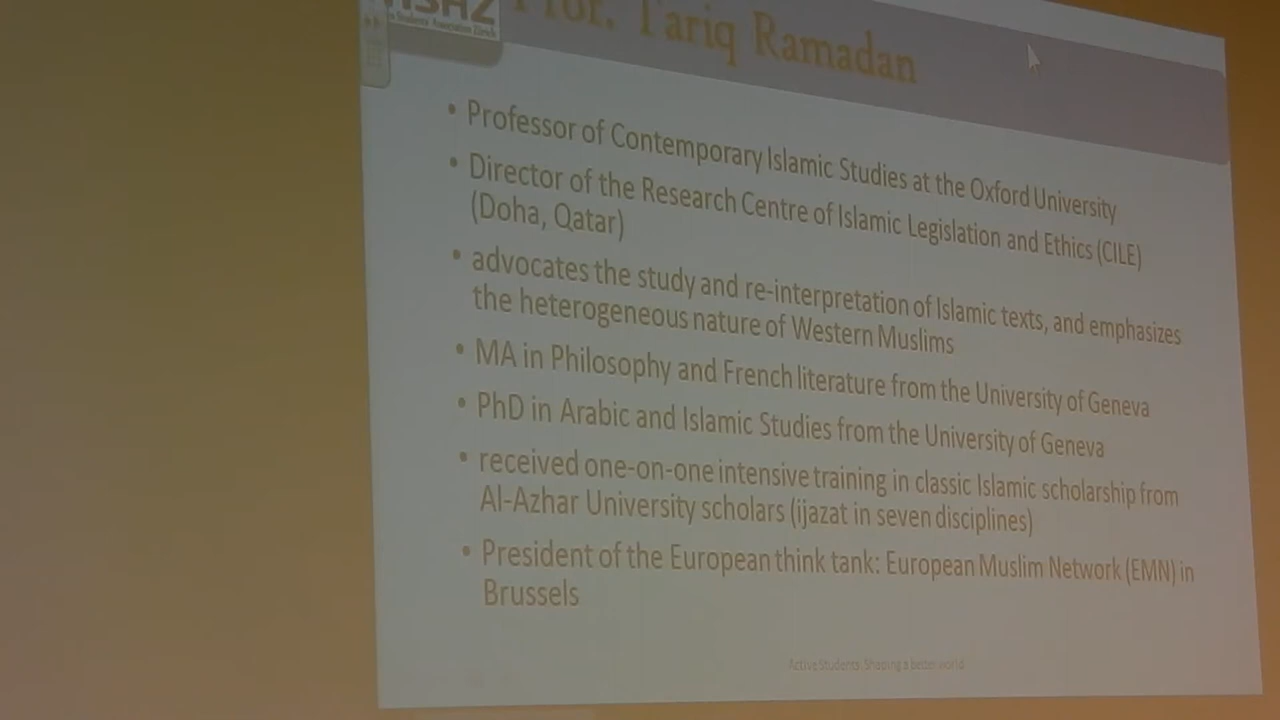 Prof. Tariq Ramadan
Students' Association Zürich
• Professor of Contemporary Islamic Studies at the Oxford University
• Director of the Research Centre of Islamic Legislation and Ethics (CILE)
(Doha, Qatar)
• advocates the study and re-interpretation of Islamic texts, and emphasizes
the heterogeneous nature of Western Muslims
• MA in Philosophy and French literature from the University of Geneva
• PhD in Arabic and Islamic Studies from the University of Geneva
• received one-on-one intensive training in classic Islamic scholarship from
Al-Azhar University scholars (ijazat in seven disciplines)
• President of the European think tank: European Muslim Network (EMN) in
Brussels
Active Students. Shaping a better world